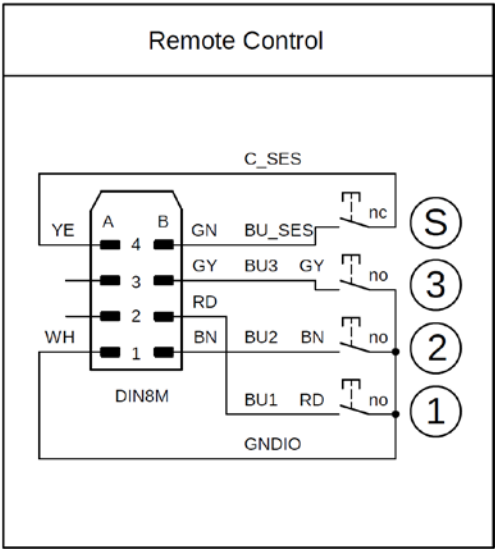 Remote Control
C_SES
YE A B GN BU_SES nc S
4
GY BU3 GY no 3
3
RD
2
WH BN BU2 BN no 2
1
DIN8M BU1 RD no 1
GNDIO